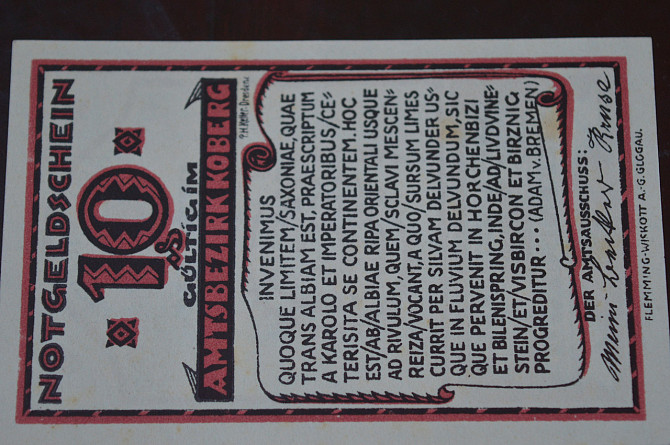 NOTGELDSCHEIN
10
GÜLTIG IM
AMTSBEZIRK KOBERG
INVENIMUS
QUOQUE LIMITEM/SAXONIAE, QUAE
TRANS ALBIAM EST, PRAESCRIPTUM
A KAROLO ET IMPERATORIBUS/CE=
TERIS ITA SE CONTINENTEM. HOC
EST/AB/ALBIAE RIPA ORIENTALI USQUE
AD RIVULUM, QUEM/SCLAVI MESCEN=
REIZA/VOCANT, A QUO/SURSUM LIMES
CURRIT PER SILVAM DELVUNDER US=
QUE IN FLUVIUM DELVUNDUM, SIC
QUE PERVENIT IN HORCHENBIZI
ET BILENISPRING, INDE/AD/LIVDVINE=
STEIN/ET/VISBIRCON ET BIRZNIG
PROGREDITUR... (ADAM v. BREMEN)
DER AMTSAUSSCHUSS:
FLEMMING-WISKOTT A.-G. GLOGAU.